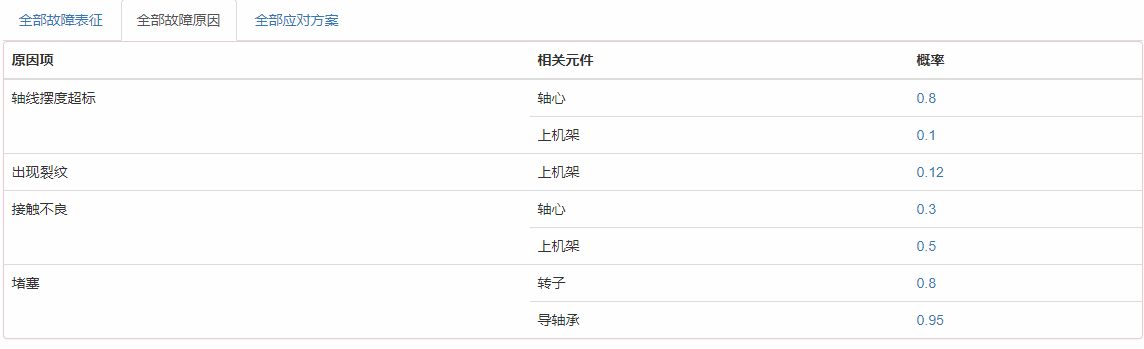 全部故障表征 全部故障原因 全部应对方案
原因项 相关元件 概率
轴线摆度超标 轴心 0.8
上机架 0.1
出现裂纹 上机架 0.12
接触不良 轴心 0.3
上机架 0.5
堵塞 转子 0.8
导轴承 0.95